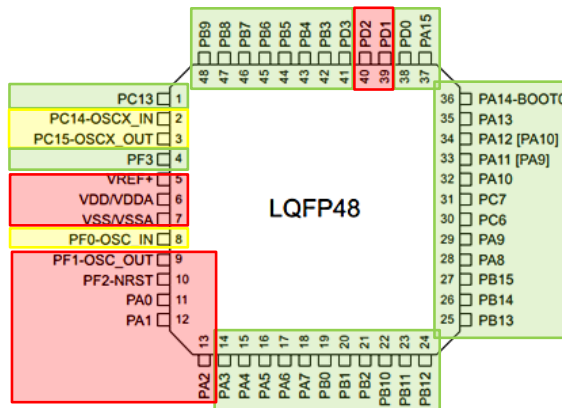 PB9 PB8 PB7 PB6 PB5 PB4 PB3 PD3 PD2 PD1 PD0 PA15
48 47 46 45 44 43 42 41 40 39 38 37
PC13 1
PC14-OSCX_IN 2
PC15-OSCX_OUT 3
PF3 4
VREF+ 5
VDD/VDDA 6
VSS/VSSA 7
PF0-OSC_IN 8
PF1-OSC_OUT 9
PF2-NRST 10
PA0 11
PA1 12
LQFP48
36 PA14-BOOT0
35 PA13
34 PA12 [PA10]
33 PA11 [PA9]
32 PA10
31 PC7
30 PC6
29 PA9
28 PA8
27 PB15
26 PB14
25 PB13
13 14 15 16 17 18 19 20 21 22 23 24
PA2 PA3 PA4 PA5 PA6 PA7 PB0 PB1 PB2 PB10 PB11 PB12